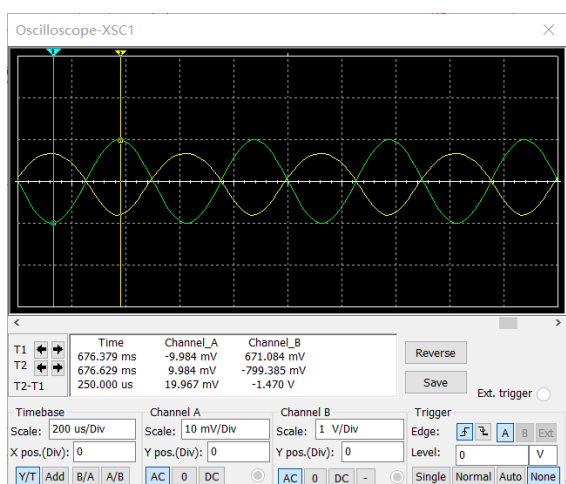 Oscilloscope-XSC1
1 2
Time Channel_A Channel_B
T1 676.379 ms -9.984 mV 671.084 mV
T2 676.629 ms 9.984 mV -799.385 mV
T2-T1 250.000 us 19.967 mV -1.470 V
Reverse
Save
Ext. trigger
Timebase Channel A Channel B Trigger
Scale: 200 us/Div Scale: 10 mV/Div Scale: 1 V/Div Edge: A B Ext
X pos.(Div): 0 Y pos.(Div): 0 Y pos.(Div): 0 Level: 0 V
Y/T Add B/A A/B AC 0 DC AC 0 DC - Single Normal Auto None